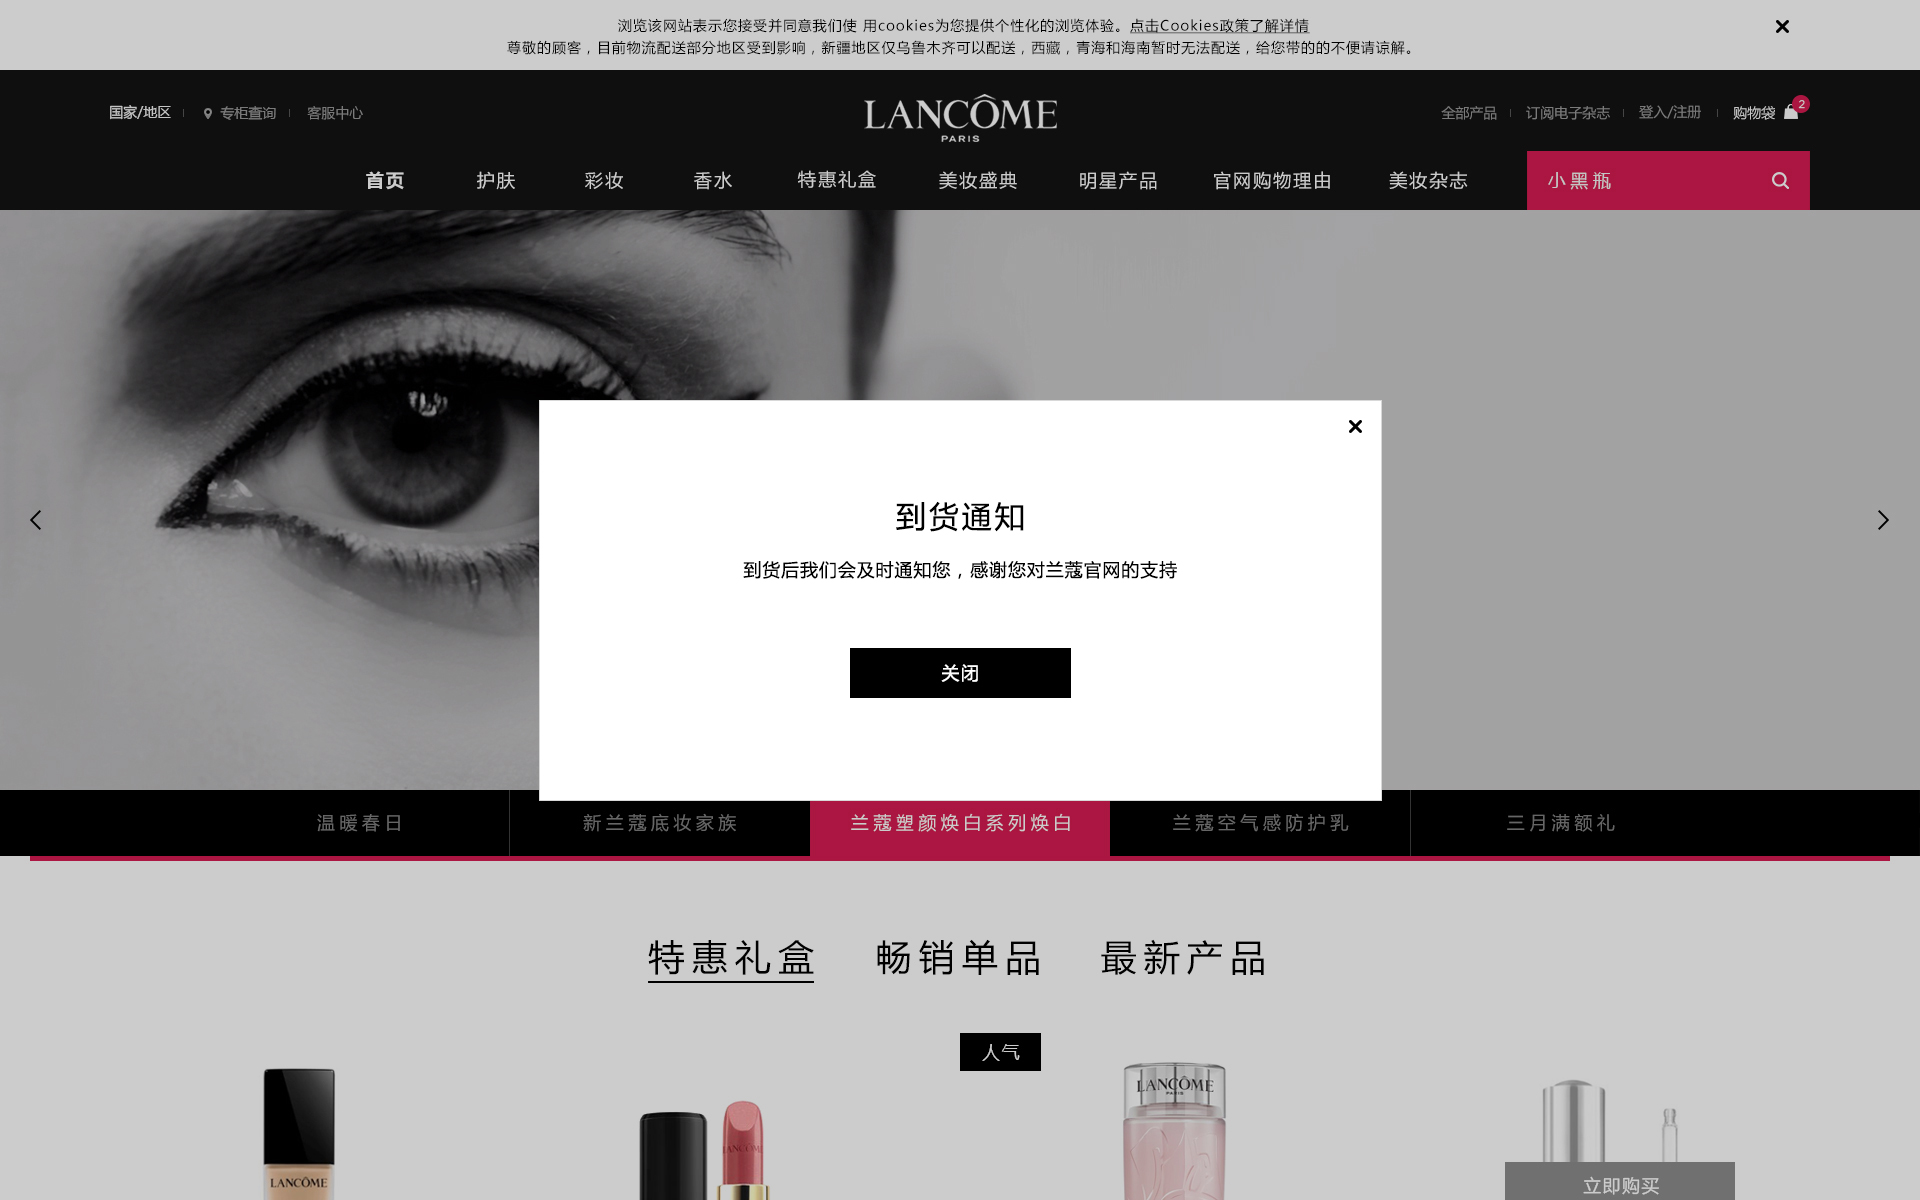 浏览该网站表示您接受并同意我们使 用cookies为您提供个性化的浏览体验。点击Cookies政策了解详情
尊敬的顾客，目前物流配送部分地区受到影响，新疆地区仅乌鲁木齐可以配送，西藏，青海和海南暂时无法配送，给您带的的不便请谅解。
国家/地区
专柜查询
客服中心
LANCÔME
PARIS
全部产品
订阅电子杂志
登入/注册
购物袋
2
首页
护肤
彩妆
香水
特惠礼盒
美妆盛典
明星产品
官网购物理由
美妆杂志
小黑瓶
到货通知
到货后我们会及时通知您，感谢您对兰蔻官网的支持
关闭
温暖春日
新兰蔻底妆家族
兰蔻塑颜焕白系列焕白
兰蔻空气感防护乳
三月满额礼
特惠礼盒
畅销单品
最新产品
人气
LANCÔME
PARIS
LANCÔME
LANCÔME
立即购买